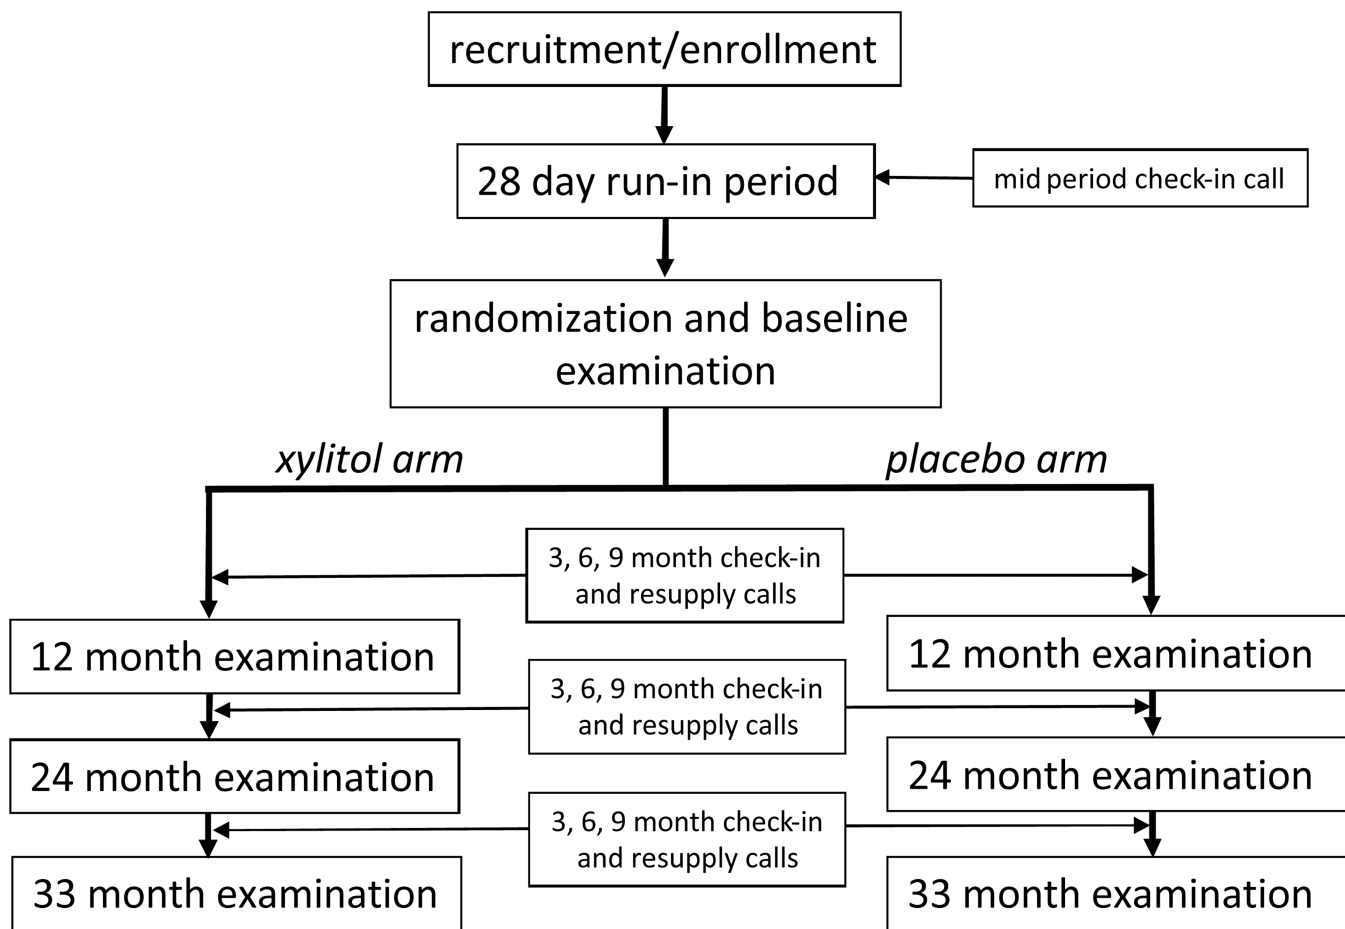 recruitment/enrollment
28 day run-in period
mid period check-in call
randomization and baseline
examination
xylitol arm
placebo arm
3, 6, 9 month check-in
and resupply calls
12 month examination
12 month examination
3, 6, 9 month check-in
and resupply calls
24 month examination
24 month examination
3, 6, 9 month check-in
and resupply calls
33 month examination
33 month examination